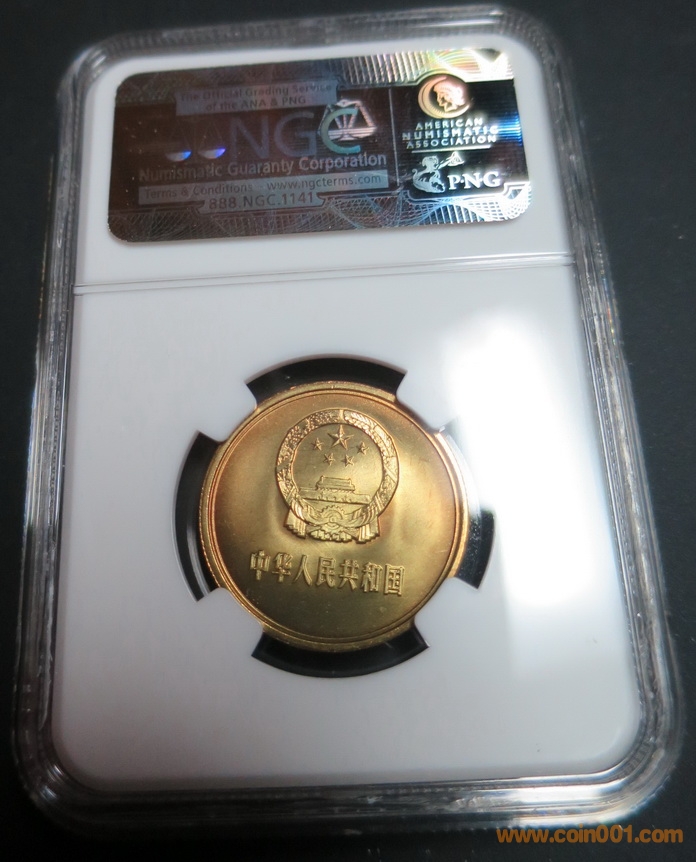 The Official Grading Service
of the ANA & PNG
NGC
Numismatic Guaranty Corporation
Terms & Conditions www.ngcterms.com
888.NGC.1141
AMERICAN
NUMISMATIC
ASSOCIATION
PNG
中华人民共和国
www.coin001.com